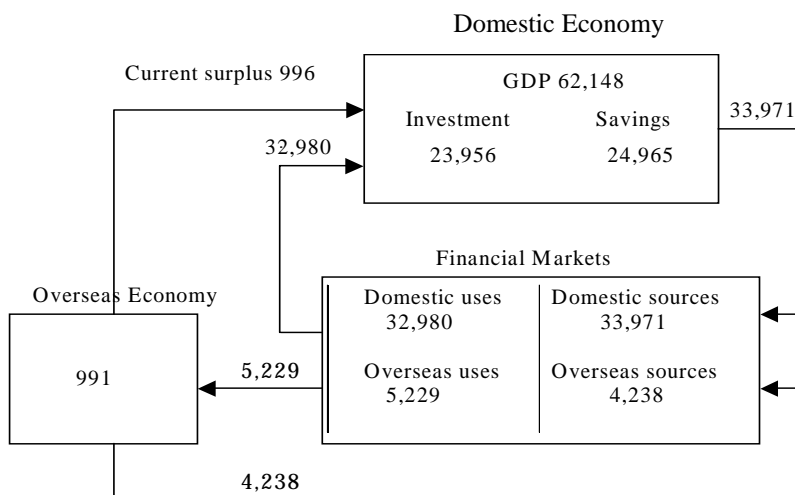 Domestic Economy
Current surplus 996
GDP 62,148
33,971
Investment Savings
32,980
23,956 24,965
Financial Markets
Overseas Economy
Domestic uses Domestic sources
32,980 33,971
991
5,229
Overseas uses Overseas sources
5,229 4,238
4,238